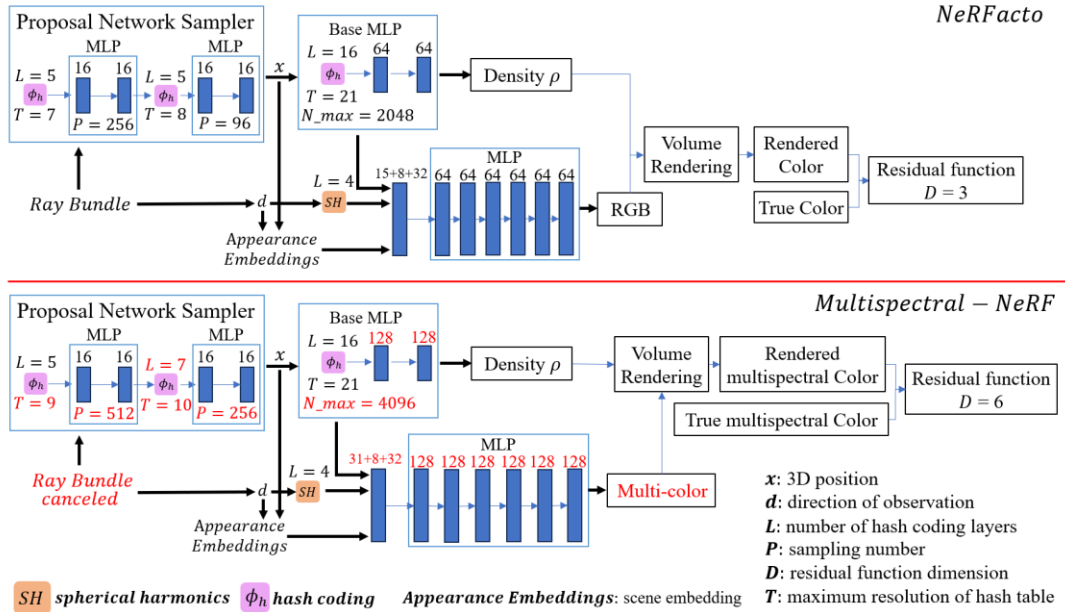 NeRFacto
Proposal Network Sampler
MLP
MLP
16 16
16 16
L = 5
ϕh
T = 7
P = 256
L = 5
ϕh
T = 8
P = 96
x
Base MLP
L = 16
ϕh
T = 21
N_max = 2048
64 64
Density ρ
Volume
Rendering
Rendered
Color
True Color
Residual function
D = 3
Ray Bundle
d
L = 4
SH
Appearance
Embeddings
15+8+32
MLP
64 64 64 64 64 64
RGB
Multispectral − NeRF
Proposal Network Sampler
MLP
MLP
16 16
16 16
L = 5
ϕh
T = 9
P = 512
L = 7
ϕh
T = 10
P = 256
x
Base MLP
L = 16
ϕh
T = 21
N_max = 4096
128 128
Density ρ
Volume
Rendering
Rendered
multispectral Color
True multispectral Color
Residual function
D = 6
Ray Bundle
canceled
d
L = 4
SH
Appearance
Embeddings
31+8+32
MLP
128 128 128 128 128 128
Multi-color
x: 3D position
d: direction of observation
L: number of hash coding layers
P: sampling number
D: residual function dimension
T: maximum resolution of hash table
SH spherical harmonics
ϕh hash coding
Appearance Embeddings: scene embedding